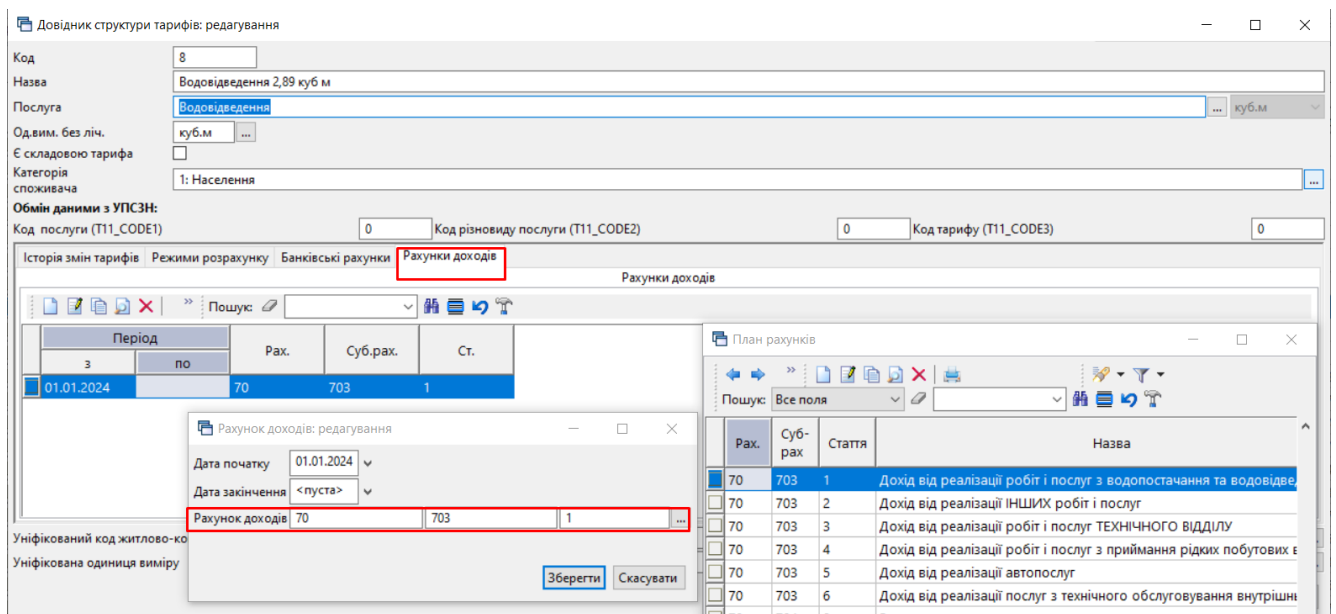 Довідник структури тарифів: редагування
Код 8
Назва Водовідведення 2,89 куб м
Послуга Водовідведення ... куб.м
Од.вим. без ліч. куб.м ...
Є складовою тарифа
Категорія
споживача 1: Населення ...
Обмін даними з УПСЗН:
Код послуги (T11_CODE1) 0 Код різновиду послуги (T11_CODE2) 0 Код тарифу (T11_CODE3) 0
Історія змін тарифів Режими розрахунку Банківські рахунки Рахунки доходів
Рахунки доходів
Пошук:
Період Рах. Суб.рах. Ст.
з по
01.01.2024 70 703 1
Рахунок доходів: редагування
Дата початку 01.01.2024
Дата закінчення <пуста>
Рахунок доходів 70 703 1 ...
Зберегти Скасувати
Уніфікований код житлово-ко
Уніфікована одиниця виміру
План рахунків
Пошук: Все поля
Рах. Суб-рах Стаття Назва
70 703 1 Дохід від реалізації робіт і послуг з водопостачання та водовідве
70 703 2 Дохід від реалізації ІНШИХ робіт і послуг
70 703 3 Дохід від реалізації робіт і послуг ТЕХНІЧНОГО ВІДДІЛУ
70 703 4 Дохід від реалізації робіт і послуг з приймання рідких побутових в
70 703 5 Дохід від реалізації автопослуг
70 703 6 Дохід від реалізації послуг з технічного обслуговування внутрішнь